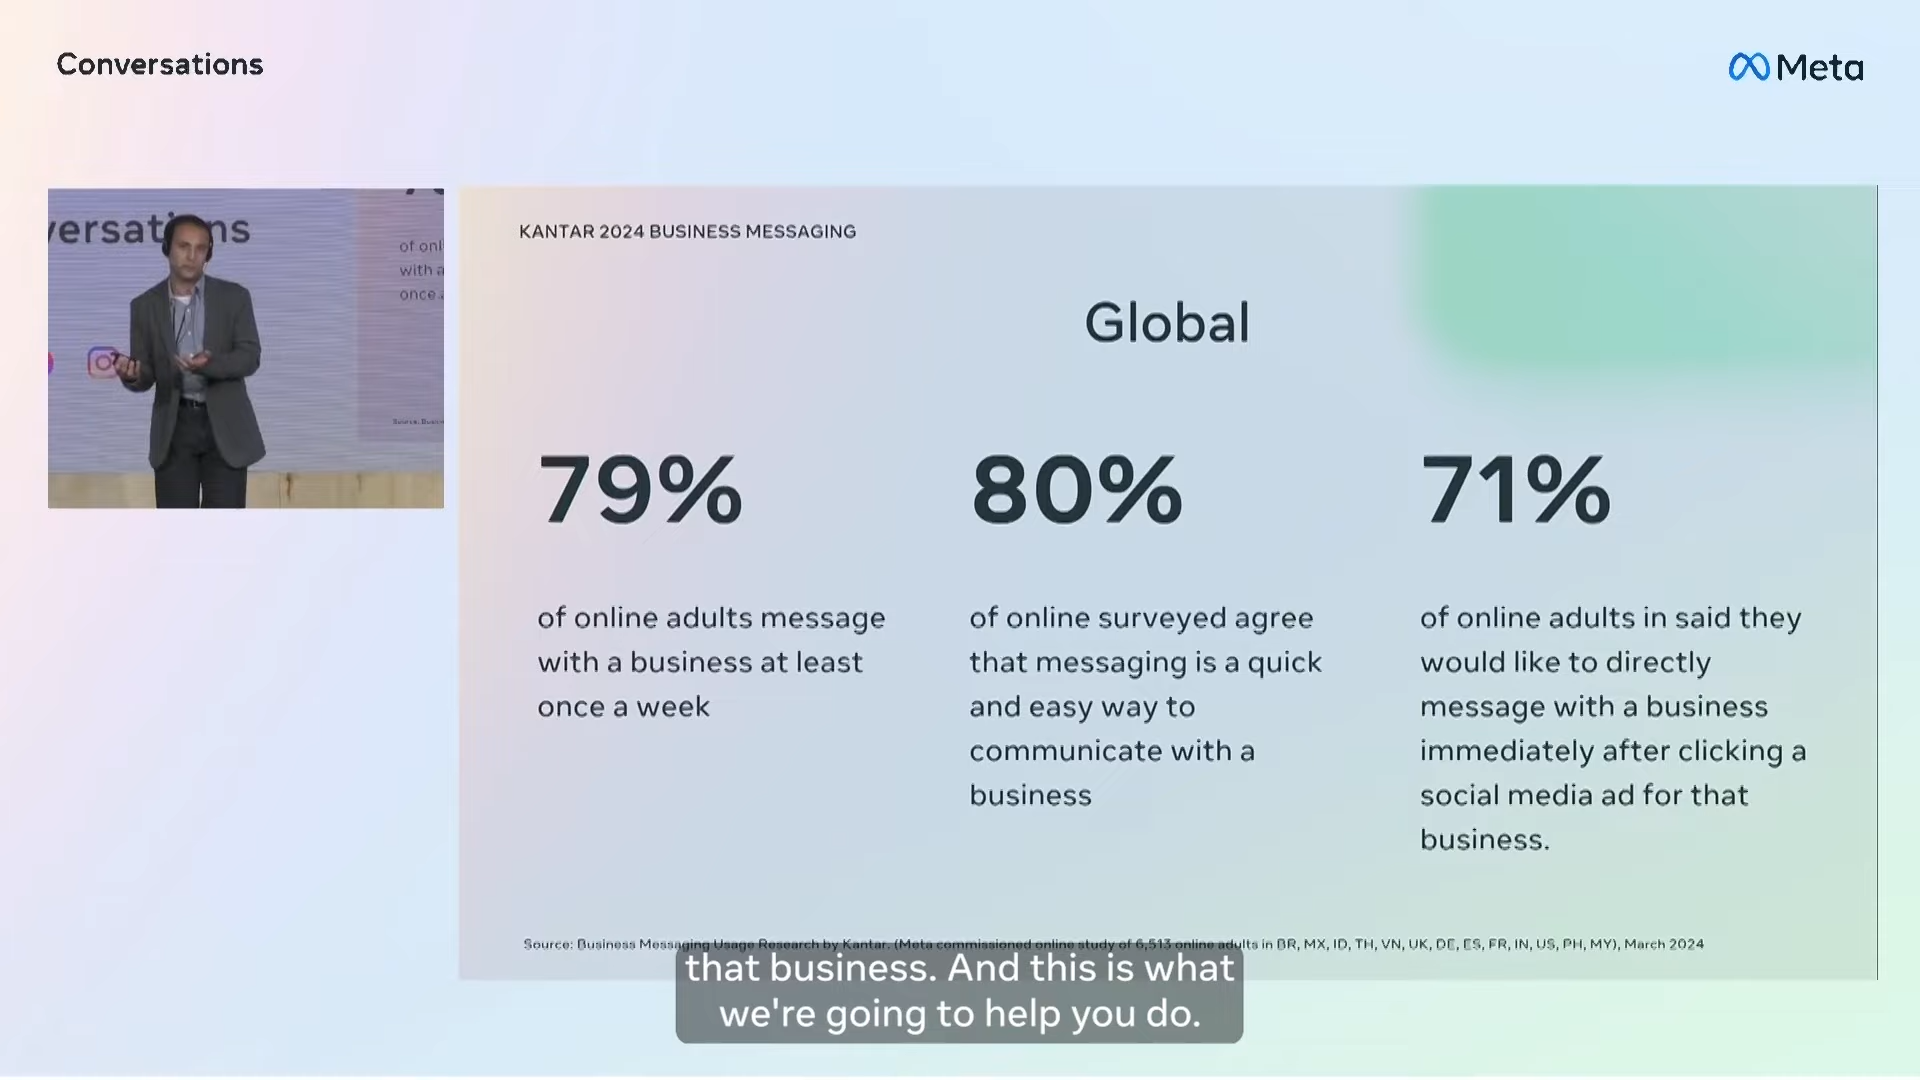 Conversations
Meta
versations
of onl
with a
once a
KANTAR 2024 BUSINESS MESSAGING
Global
79%
of online adults message
with a business at least
once a week
80%
of online surveyed agree
that messaging is a quick
and easy way to
communicate with a
business
71%
of online adults in said they
would like to directly
message with a business
immediately after clicking a
social media ad for that
business.
Source: Business Messaging Usage Research by Kantar. (Meta commissioned online study of 6,513 online adults in BR, MX, ID, TH, VN, UK, DE, ES, FR, IN, US, PH, MY), March 2024
that business. And this is what
we're going to help you do.